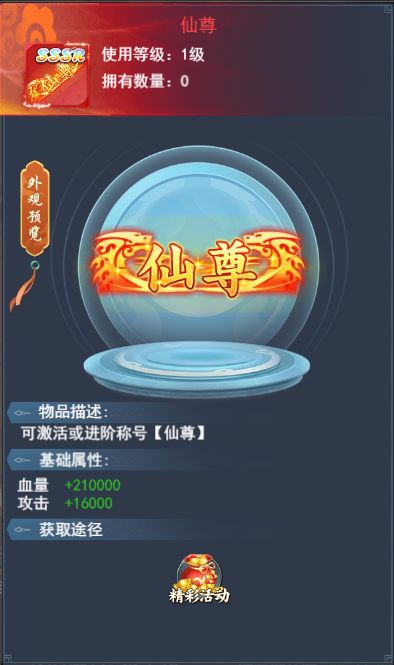 仙尊
SSSR
仙尊
使用等级：1级
拥有数量：0
外观预览
仙尊
物品描述：
可激活或进阶称号【仙尊】
基础属性：
血量 +210000
攻击 +16000
获取途径
精彩活动